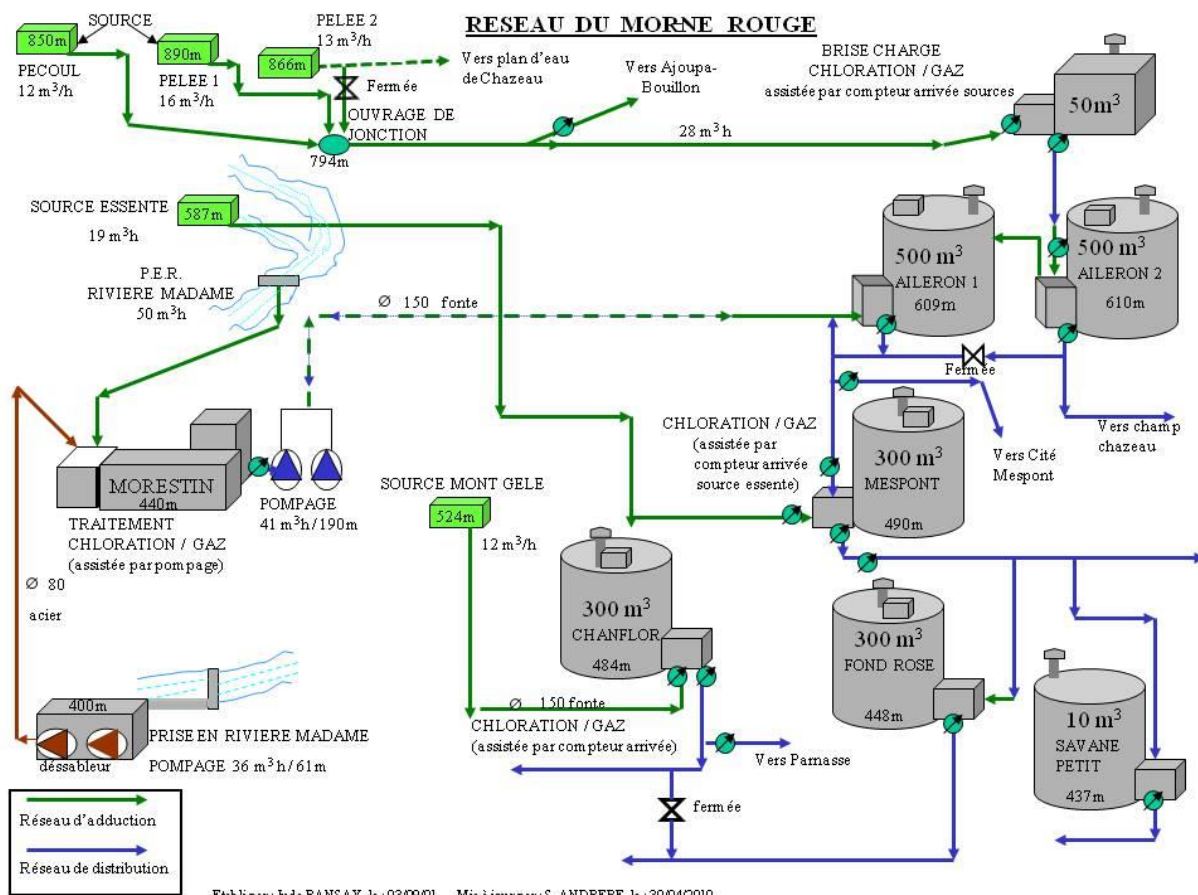 RESEAU DU MORNE ROUGE
SOURCE
850m
890m
PECOUL
12 m³/h
PELEE 1
16 m³/h
PELEE 2
13 m³/h
866m
Fermée
Vers plan d'eau
de Chazeau
OUVRAGE DE
JONCTION
794m
Vers Ajoupa-
Bouillon
28 m³h
BRISE CHARGE
CHLORATION / GAZ
assistée par compteur arrivée sources
50m³
SOURCE ESSENTE
587m
19 m³h
P.E.R.
RIVIERE MADAME
50 m³h
Ø 150 fonte
500 m³
AILERON 1
609m
500 m³
AILERON 2
610m
Fermée
Vers champ
chazeau
Vers Cité
Mespont
CHLORATION / GAZ
(assistée par
compteur arrivée
source essente)
300 m³
MESPONT
490m
MORESTIN
440m
TRAITEMENT
CHLORATION / GAZ
(assistée par pompage)
POMPAGE
41 m³h / 190m
SOURCE MONT GELE
524m
12 m³/h
300 m³
CHANFLOR
484m
Ø 150 fonte
CHLORATION / GAZ
(assistée par compteur arrivée)
Vers Parnasse
fermée
300 m³
FOND ROSE
448m
10 m³
SAVANE
PETIT
437m
Ø 80
acier
400m
PRISE EN RIVIERE MADAME
POMPAGE 36 m³h / 61m
déssableur
Réseau d'adduction
Réseau de distribution